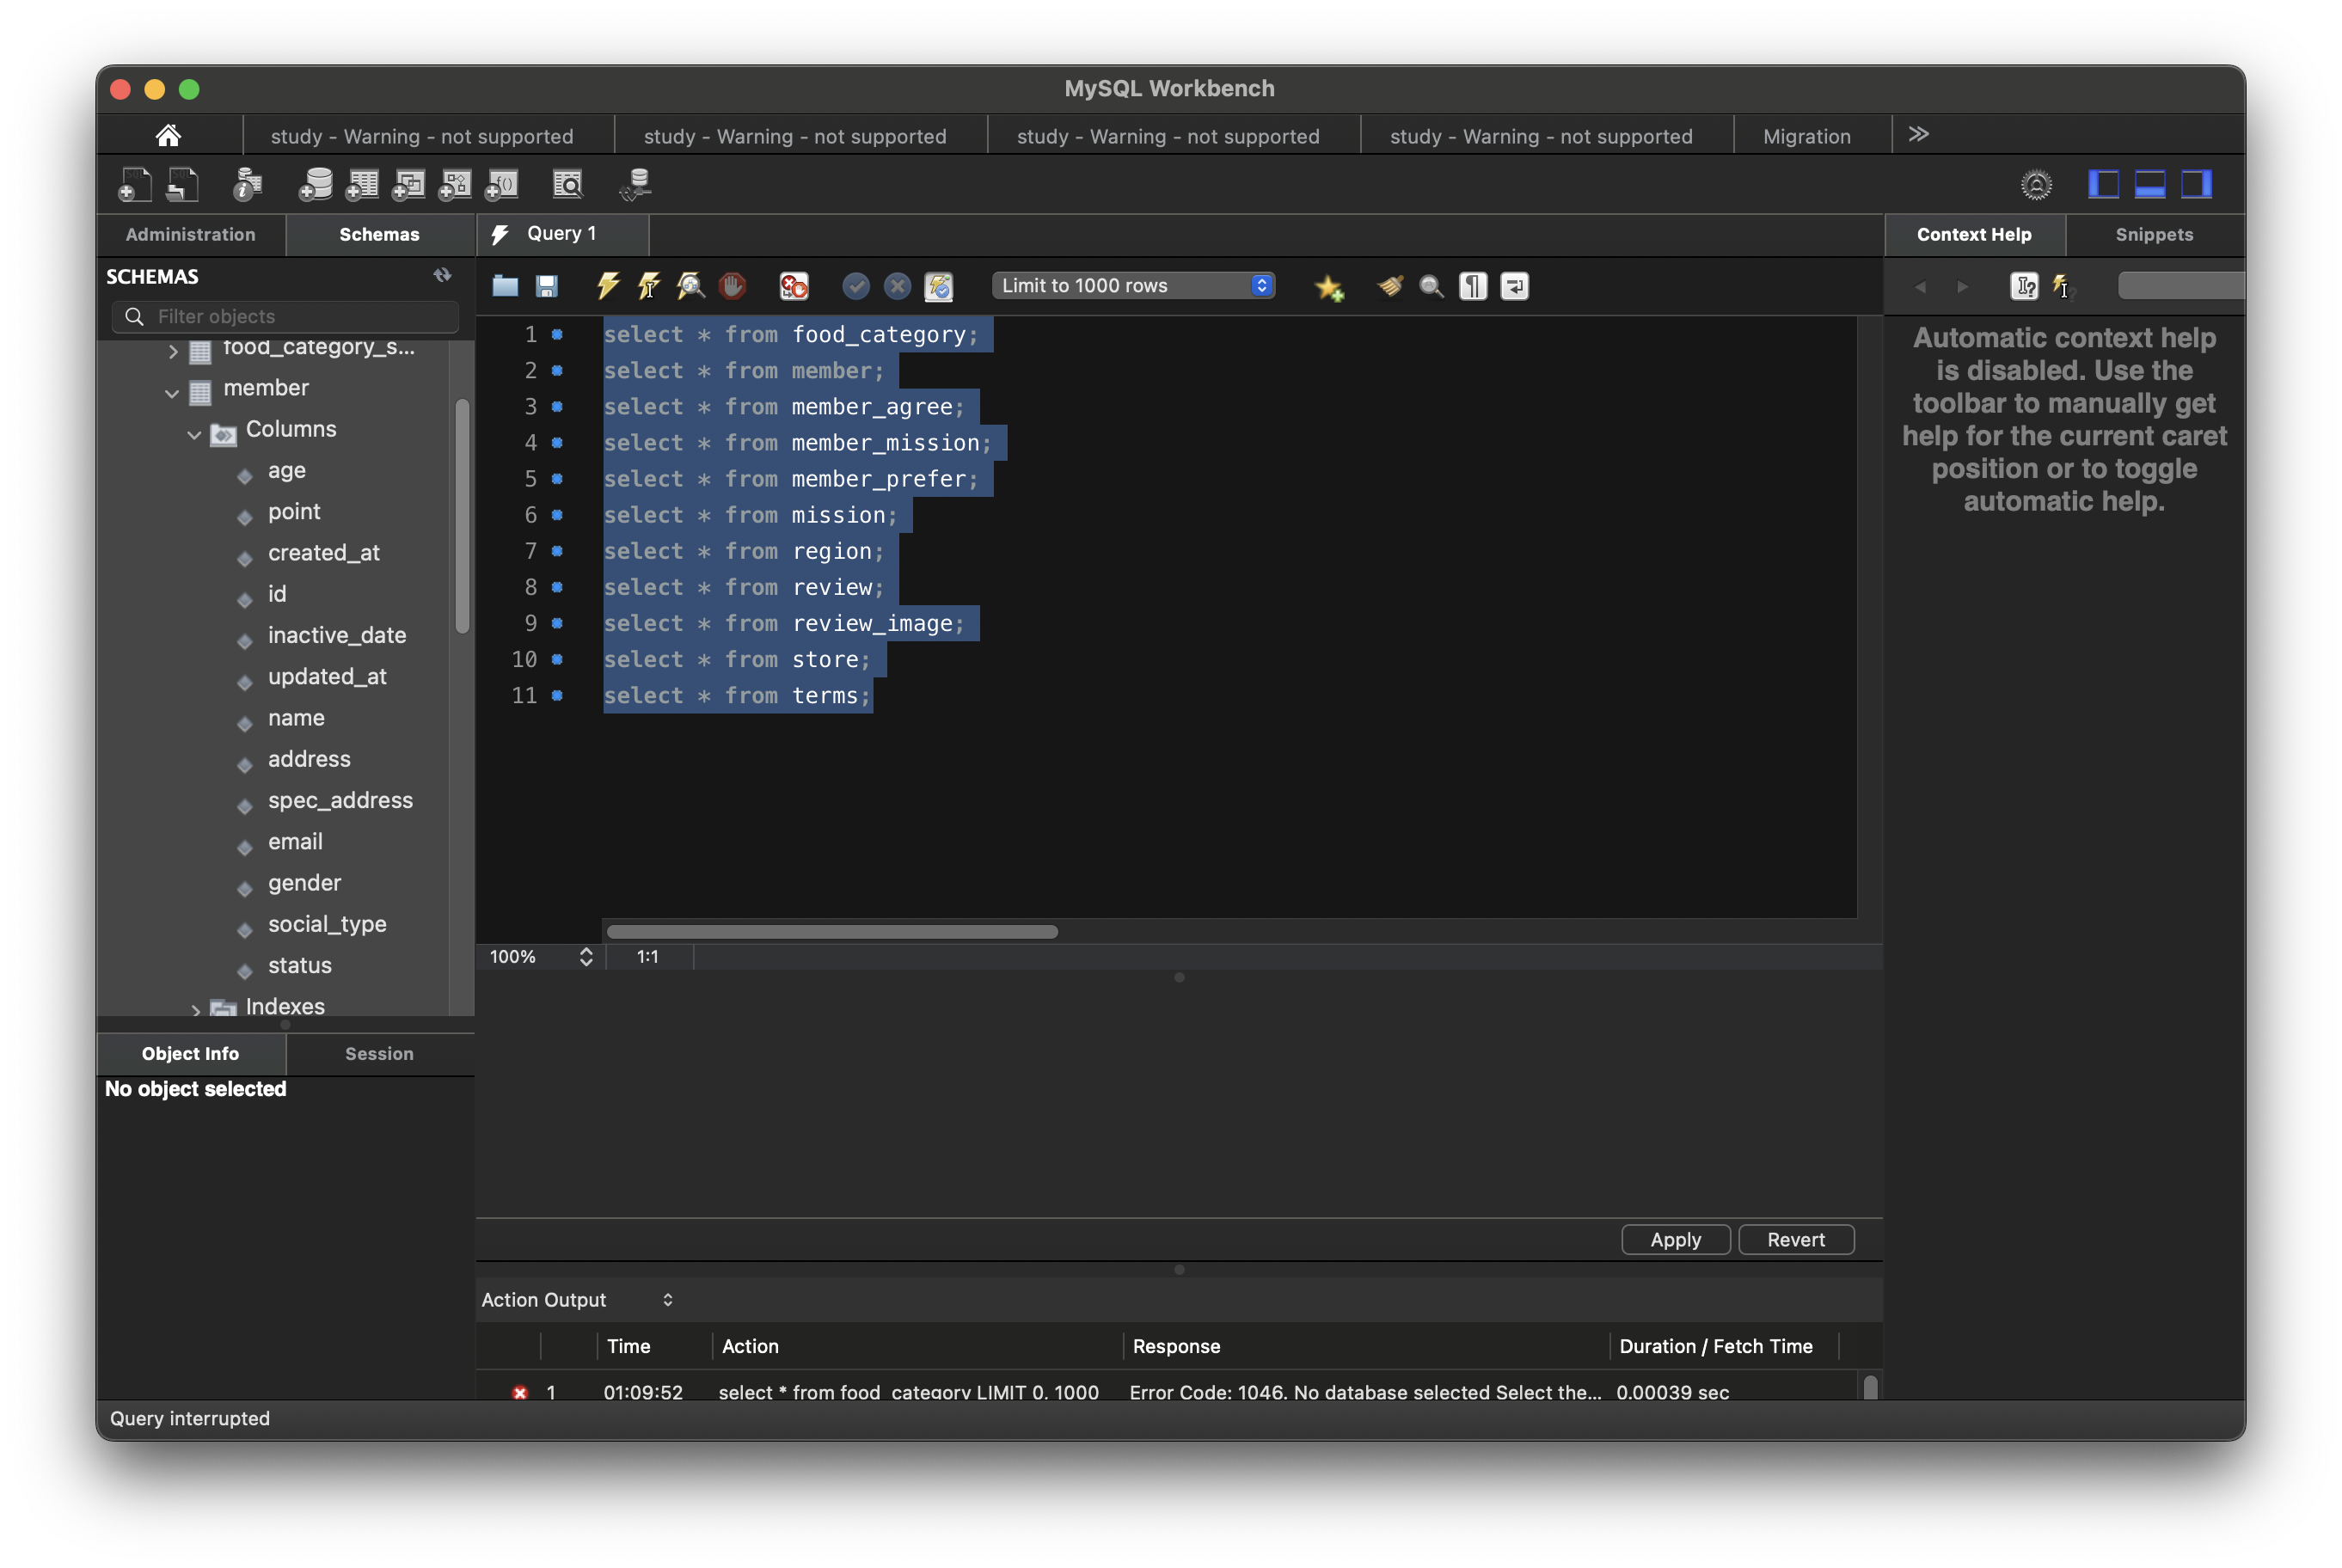 MySQL Workbench
study - Warning - not supported
study - Warning - not supported
study - Warning - not supported
study - Warning - not supported
Migration
Administration
Schemas
Query 1
Context Help
Snippets
SCHEMAS
Filter objects
Limit to 1000 rows
food_category_s...
member
Columns
age
point
created_at
id
inactive_date
updated_at
name
address
spec_address
email
gender
social_type
status
Indexes
1 select * from food_category;
2 select * from member;
3 select * from member_agree;
4 select * from member_mission;
5 select * from member_prefer;
6 select * from mission;
7 select * from region;
8 select * from review;
9 select * from review_image;
10 select * from store;
11 select * from terms;
100%
1:1
Automatic context help
is disabled. Use the
toolbar to manually get
help for the current caret
position or to toggle
automatic help.
Object Info
Session
No object selected
Apply
Revert
Action Output
Time
Action
Response
Duration / Fetch Time
1 01:09:52 select * from food_category LIMIT 0, 1000 Error Code: 1046. No database selected Select the... 0.00039 sec
Query interrupted